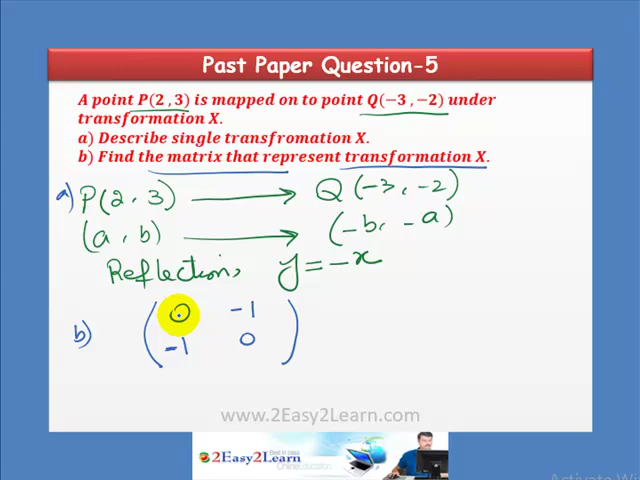 Past Paper Question-5
A point P(2 , 3) is mapped on to point Q(−3 , −2) under
transformation X.
a) Describe single transfromation X.
b) Find the matrix that represent transformation X.
a) P(2, 3) → Q(-3, -2)
(a, b) → (-b, -a)
Reflection, y = -x
b) ( 0 -1
-1 0 )
www.2Easy2Learn.com
2Easy2Learn
Online Education